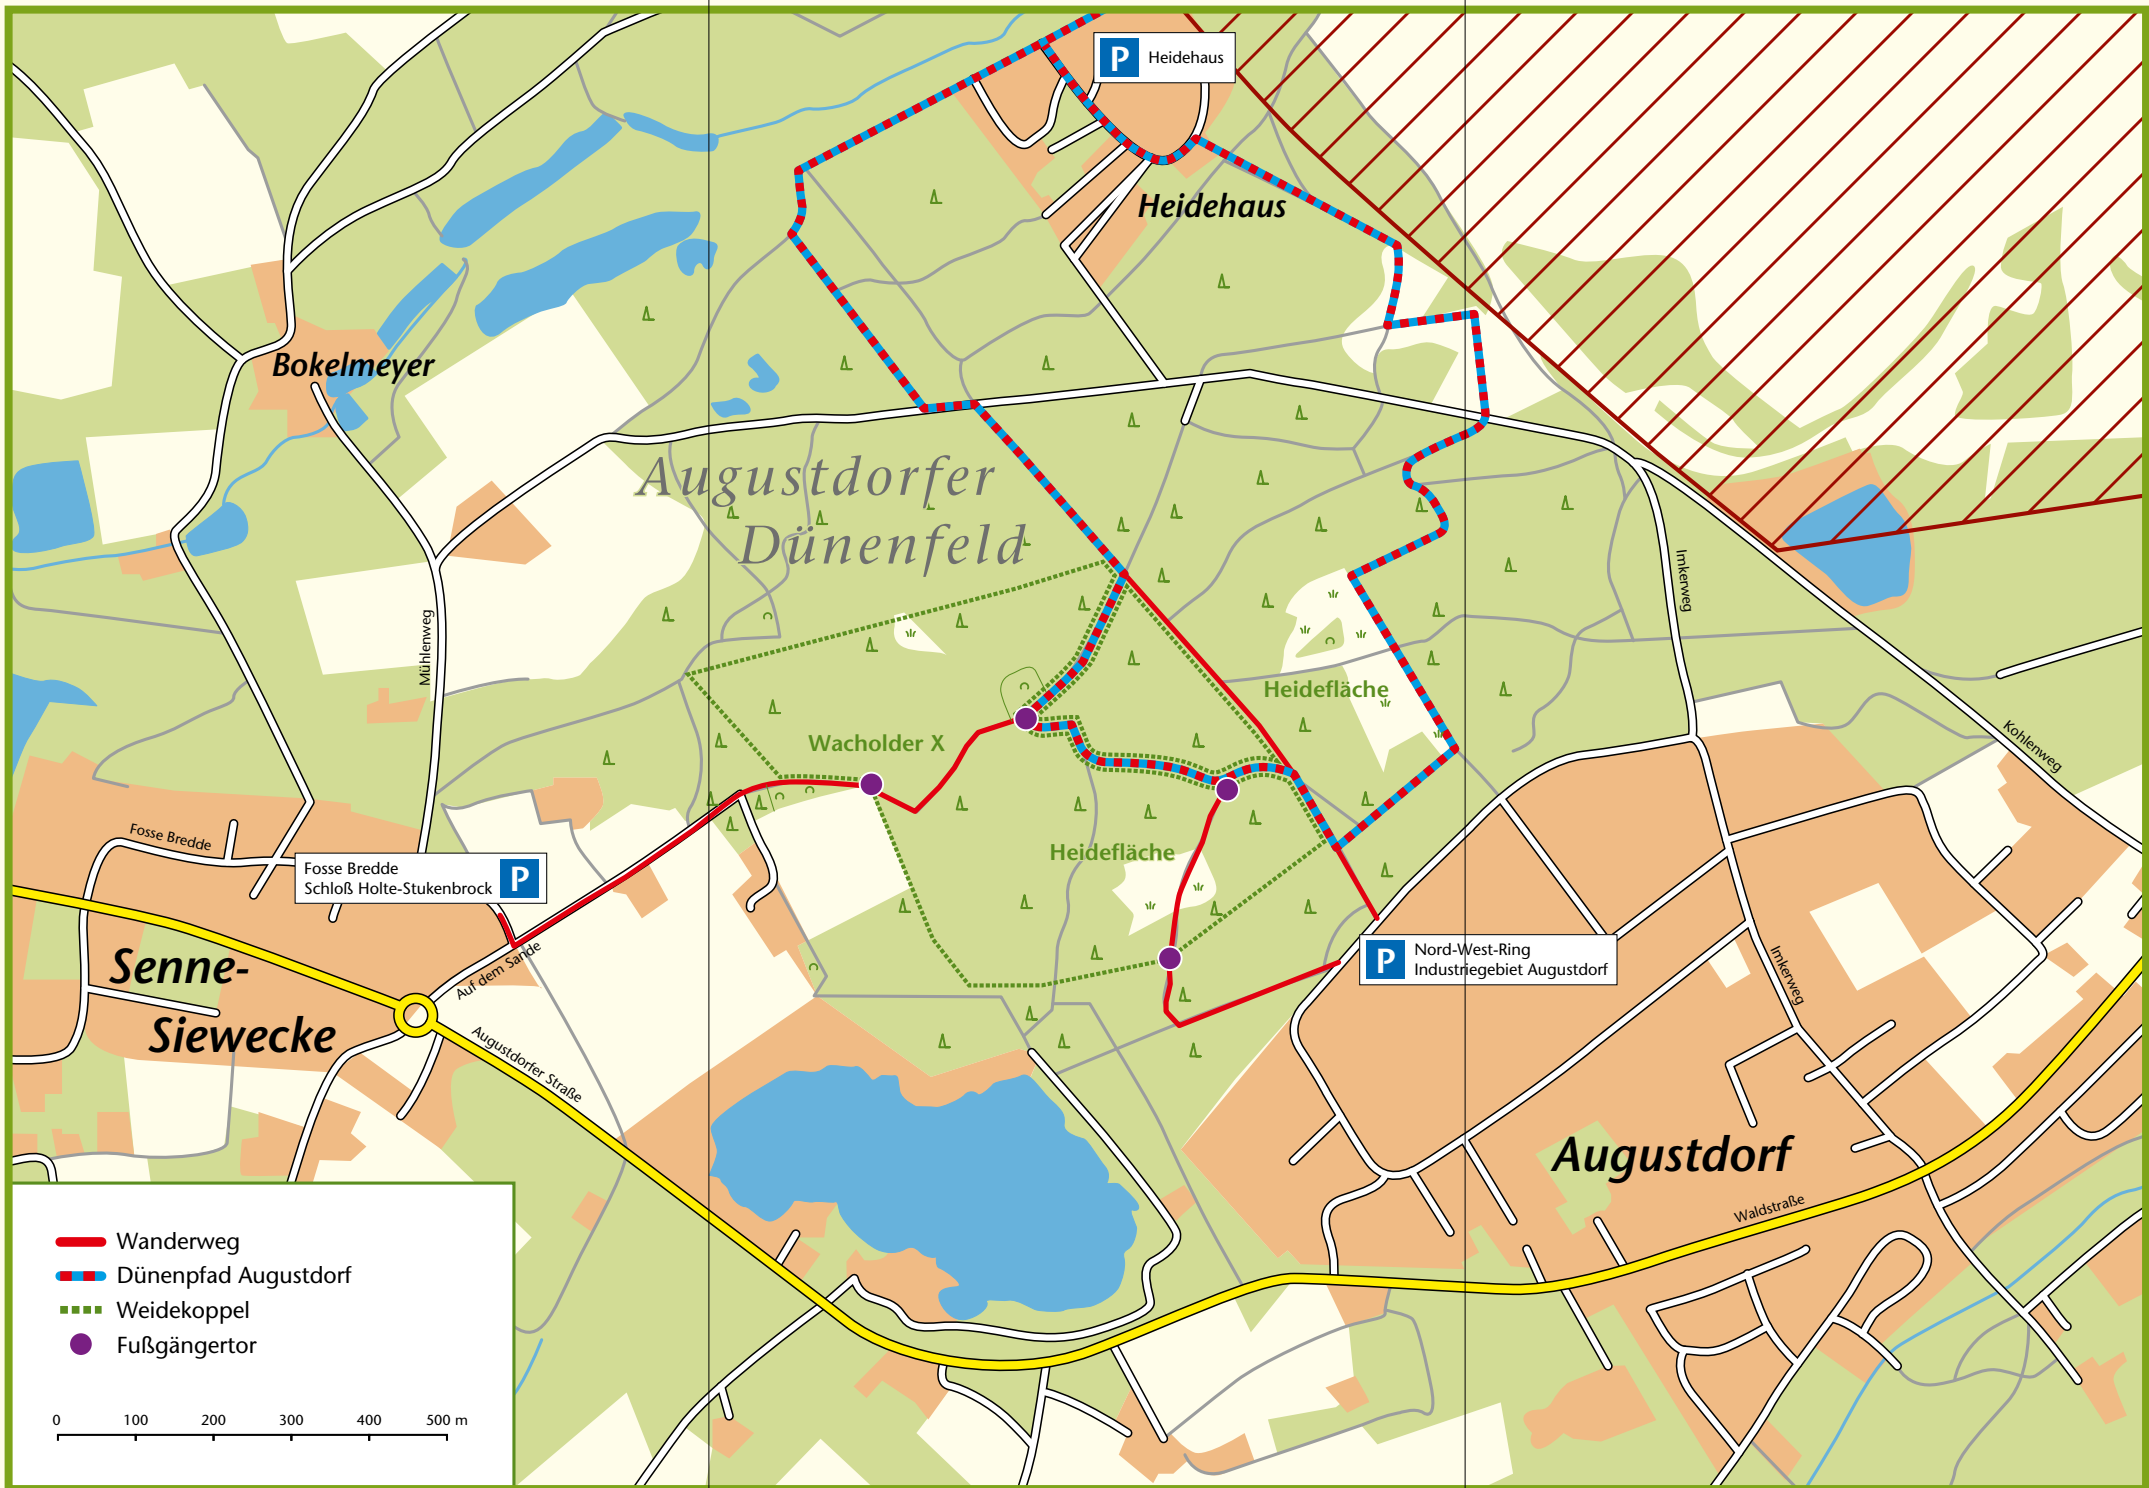 P Heidehaus
Heidehaus
Bokelmeyer
Augustdorfer
Dünenfeld
Imkerweg
Mühlenweg
Heidefläche
Wacholder X
Kohlenweg
Fosse Bredde
Heidefläche
Fosse Bredde
Schloß Holte-Stukenbrock P
P Nord-West-Ring
Industriegebiet Augustdorf
Auf dem Sande
Senne-
Siewecke
Imkerweg
Augustdorfer Straße
Augustdorf
Waldstraße
Wanderweg
Dünenpfad Augustdorf
Weidekoppel
Fußgängertor
0 100 200 300 400 500 m